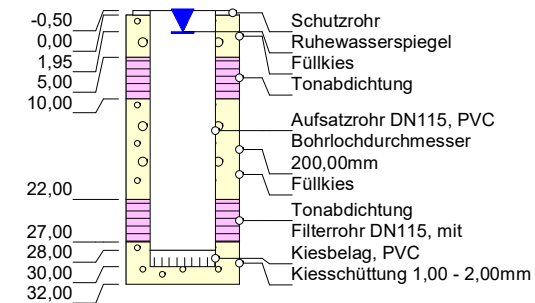 -0,50
0,00
1,95
5,00
10,00
22,00
27,00
28,00
30,00
32,00
Schutzrohr
Ruhewasserspiegel
Füllkies
Tonabdichtung
Aufsatzrohr DN115, PVC
Bohrlochdurchmesser
200,00mm
Füllkies
Tonabdichtung
Filterrohr DN115, mit
Kiesbelag, PVC
Kiesschüttung 1,00 - 2,00mm